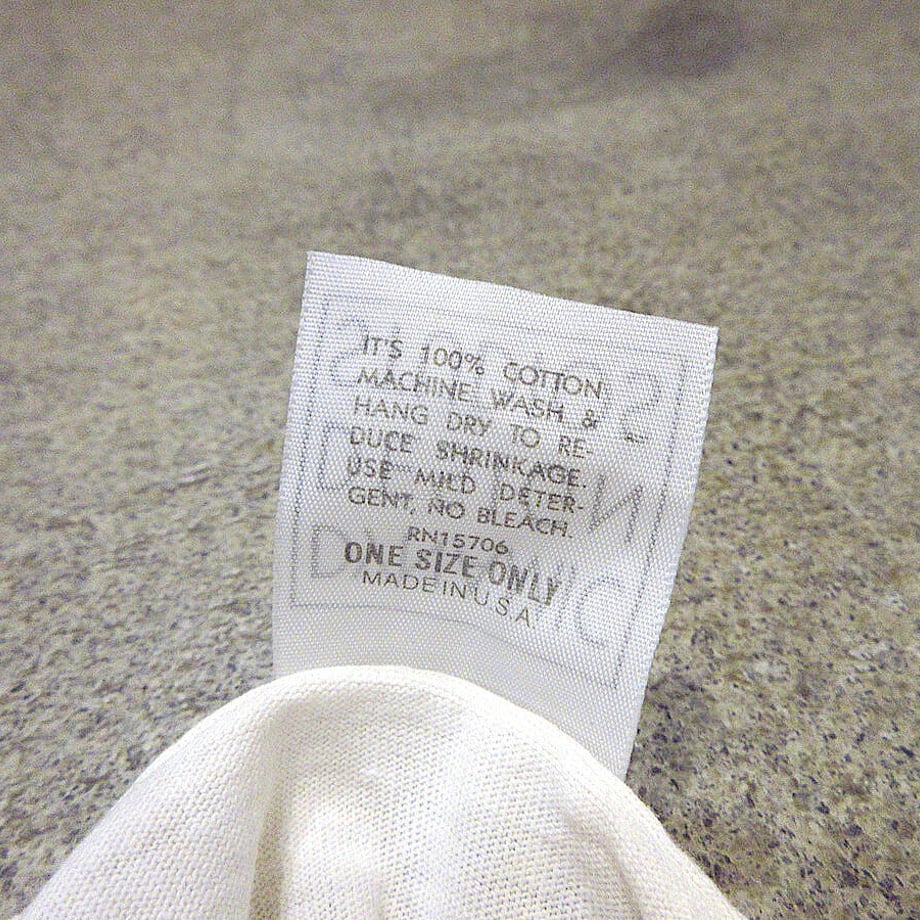 IT'S 100% COTTON
MACHINE WASH &
HANG DRY TO RE-
DUCE SHRINKAGE.
USE MILD DETER-
GENT, NO BLEACH.
RN15706
ONE SIZE ONLY
MADE IN U.S.A.